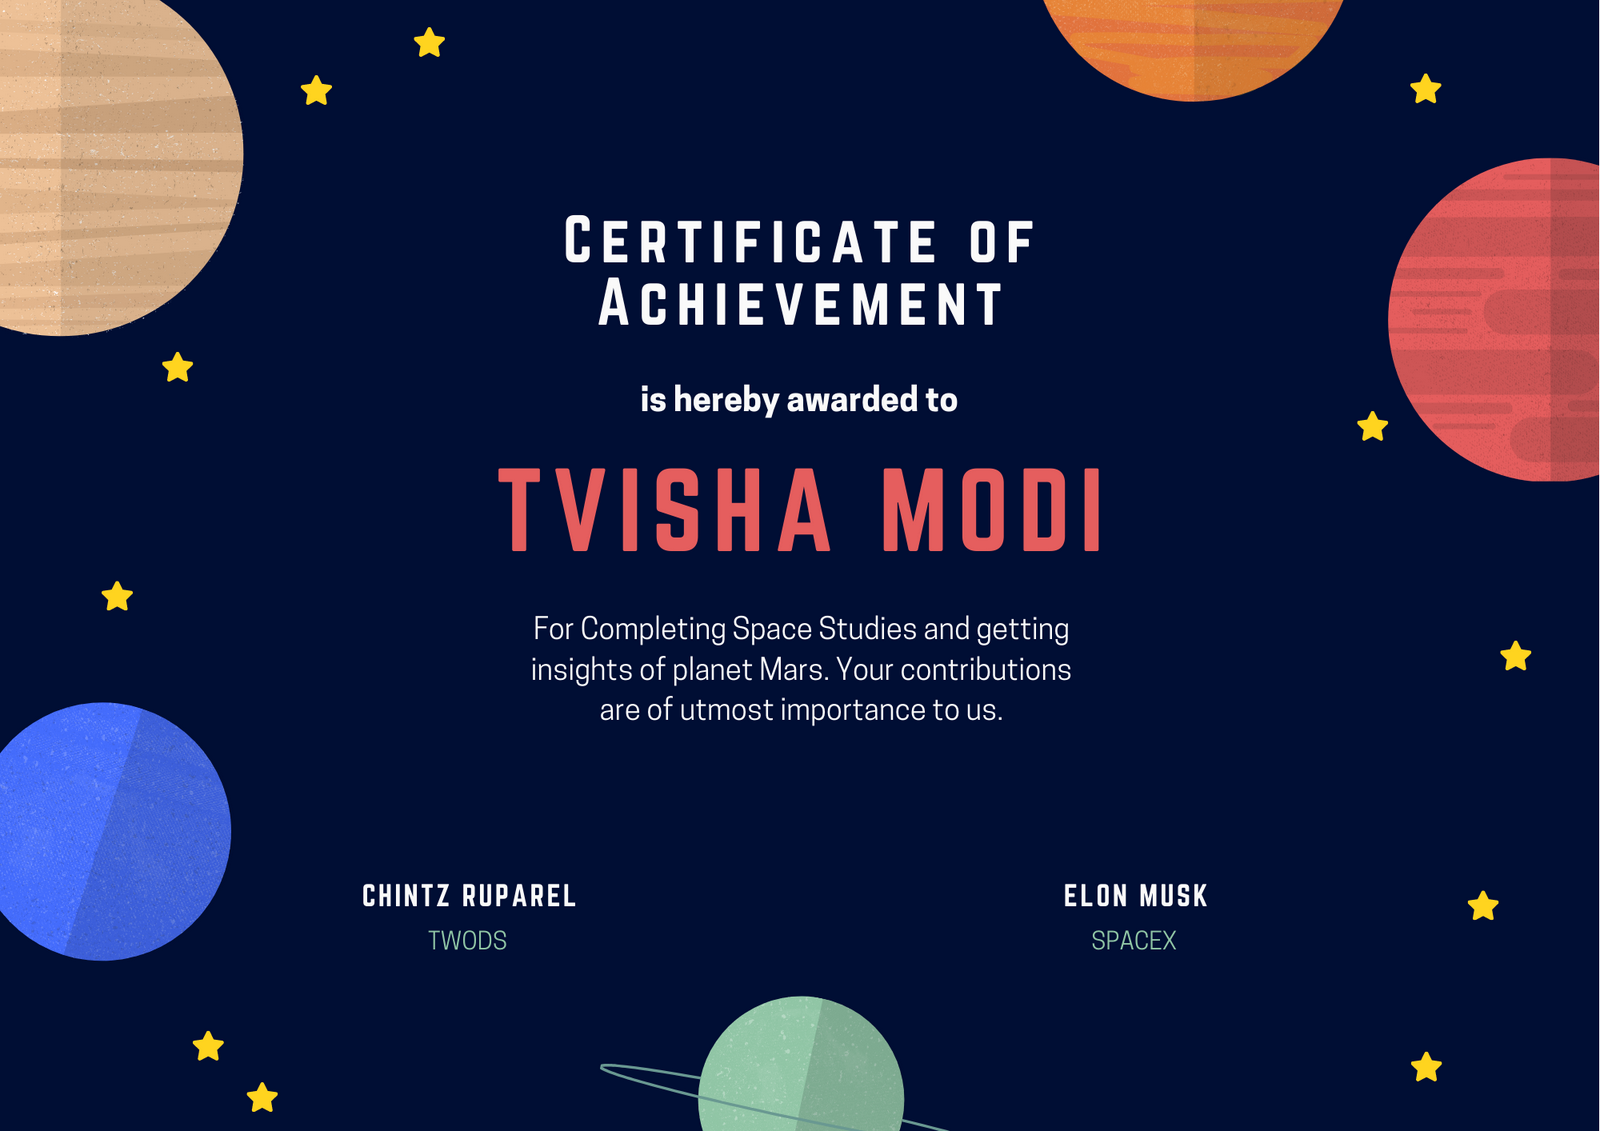 Certificate of
Achievement
is hereby awarded to
TVISHA MODI
For Completing Space Studies and getting
insights of planet Mars. Your contributions
are of utmost importance to us.
CHINTZ RUPAREL
TWODS
ELON MUSK
SPACEX